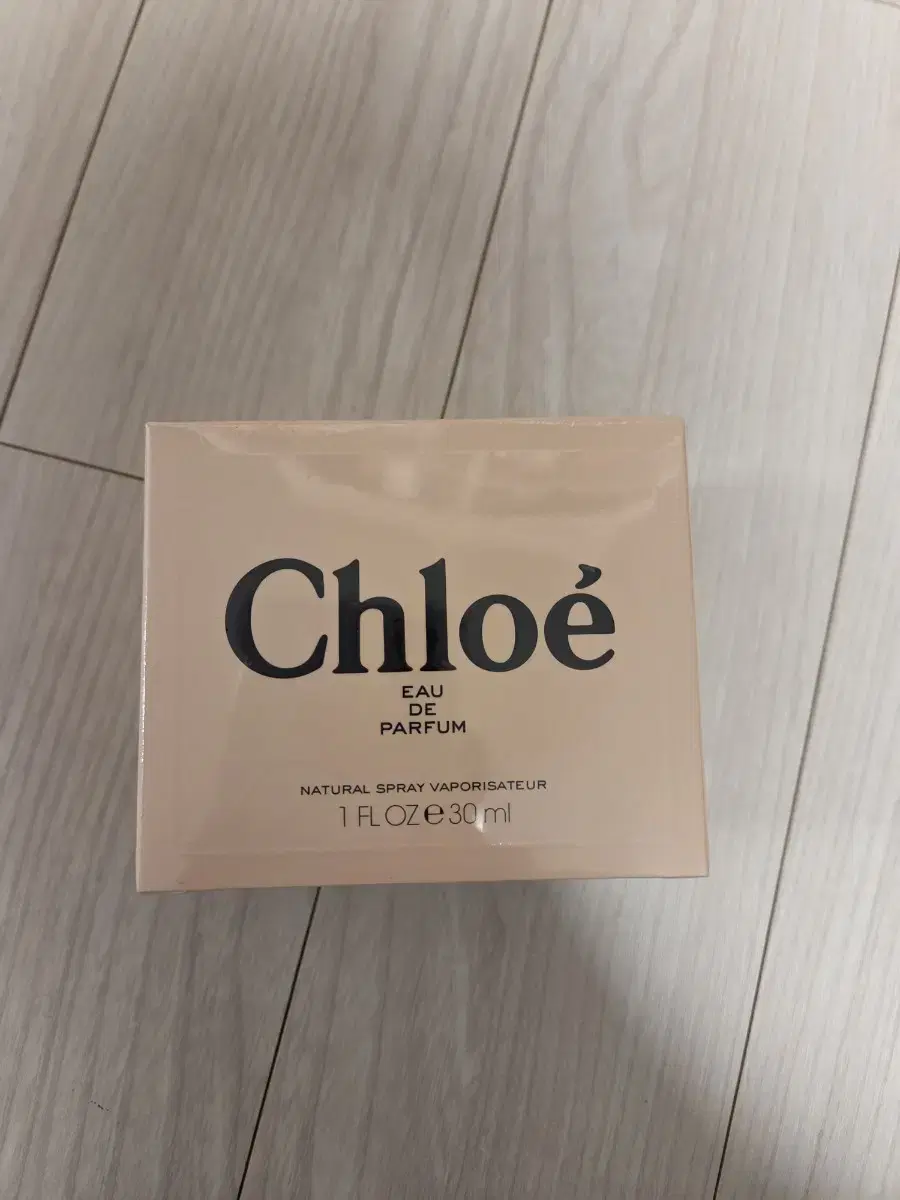 Chloé
EAU
DE
PARFUM
NATURAL SPRAY VAPORISATEUR
1 FL OZ e 30 ml